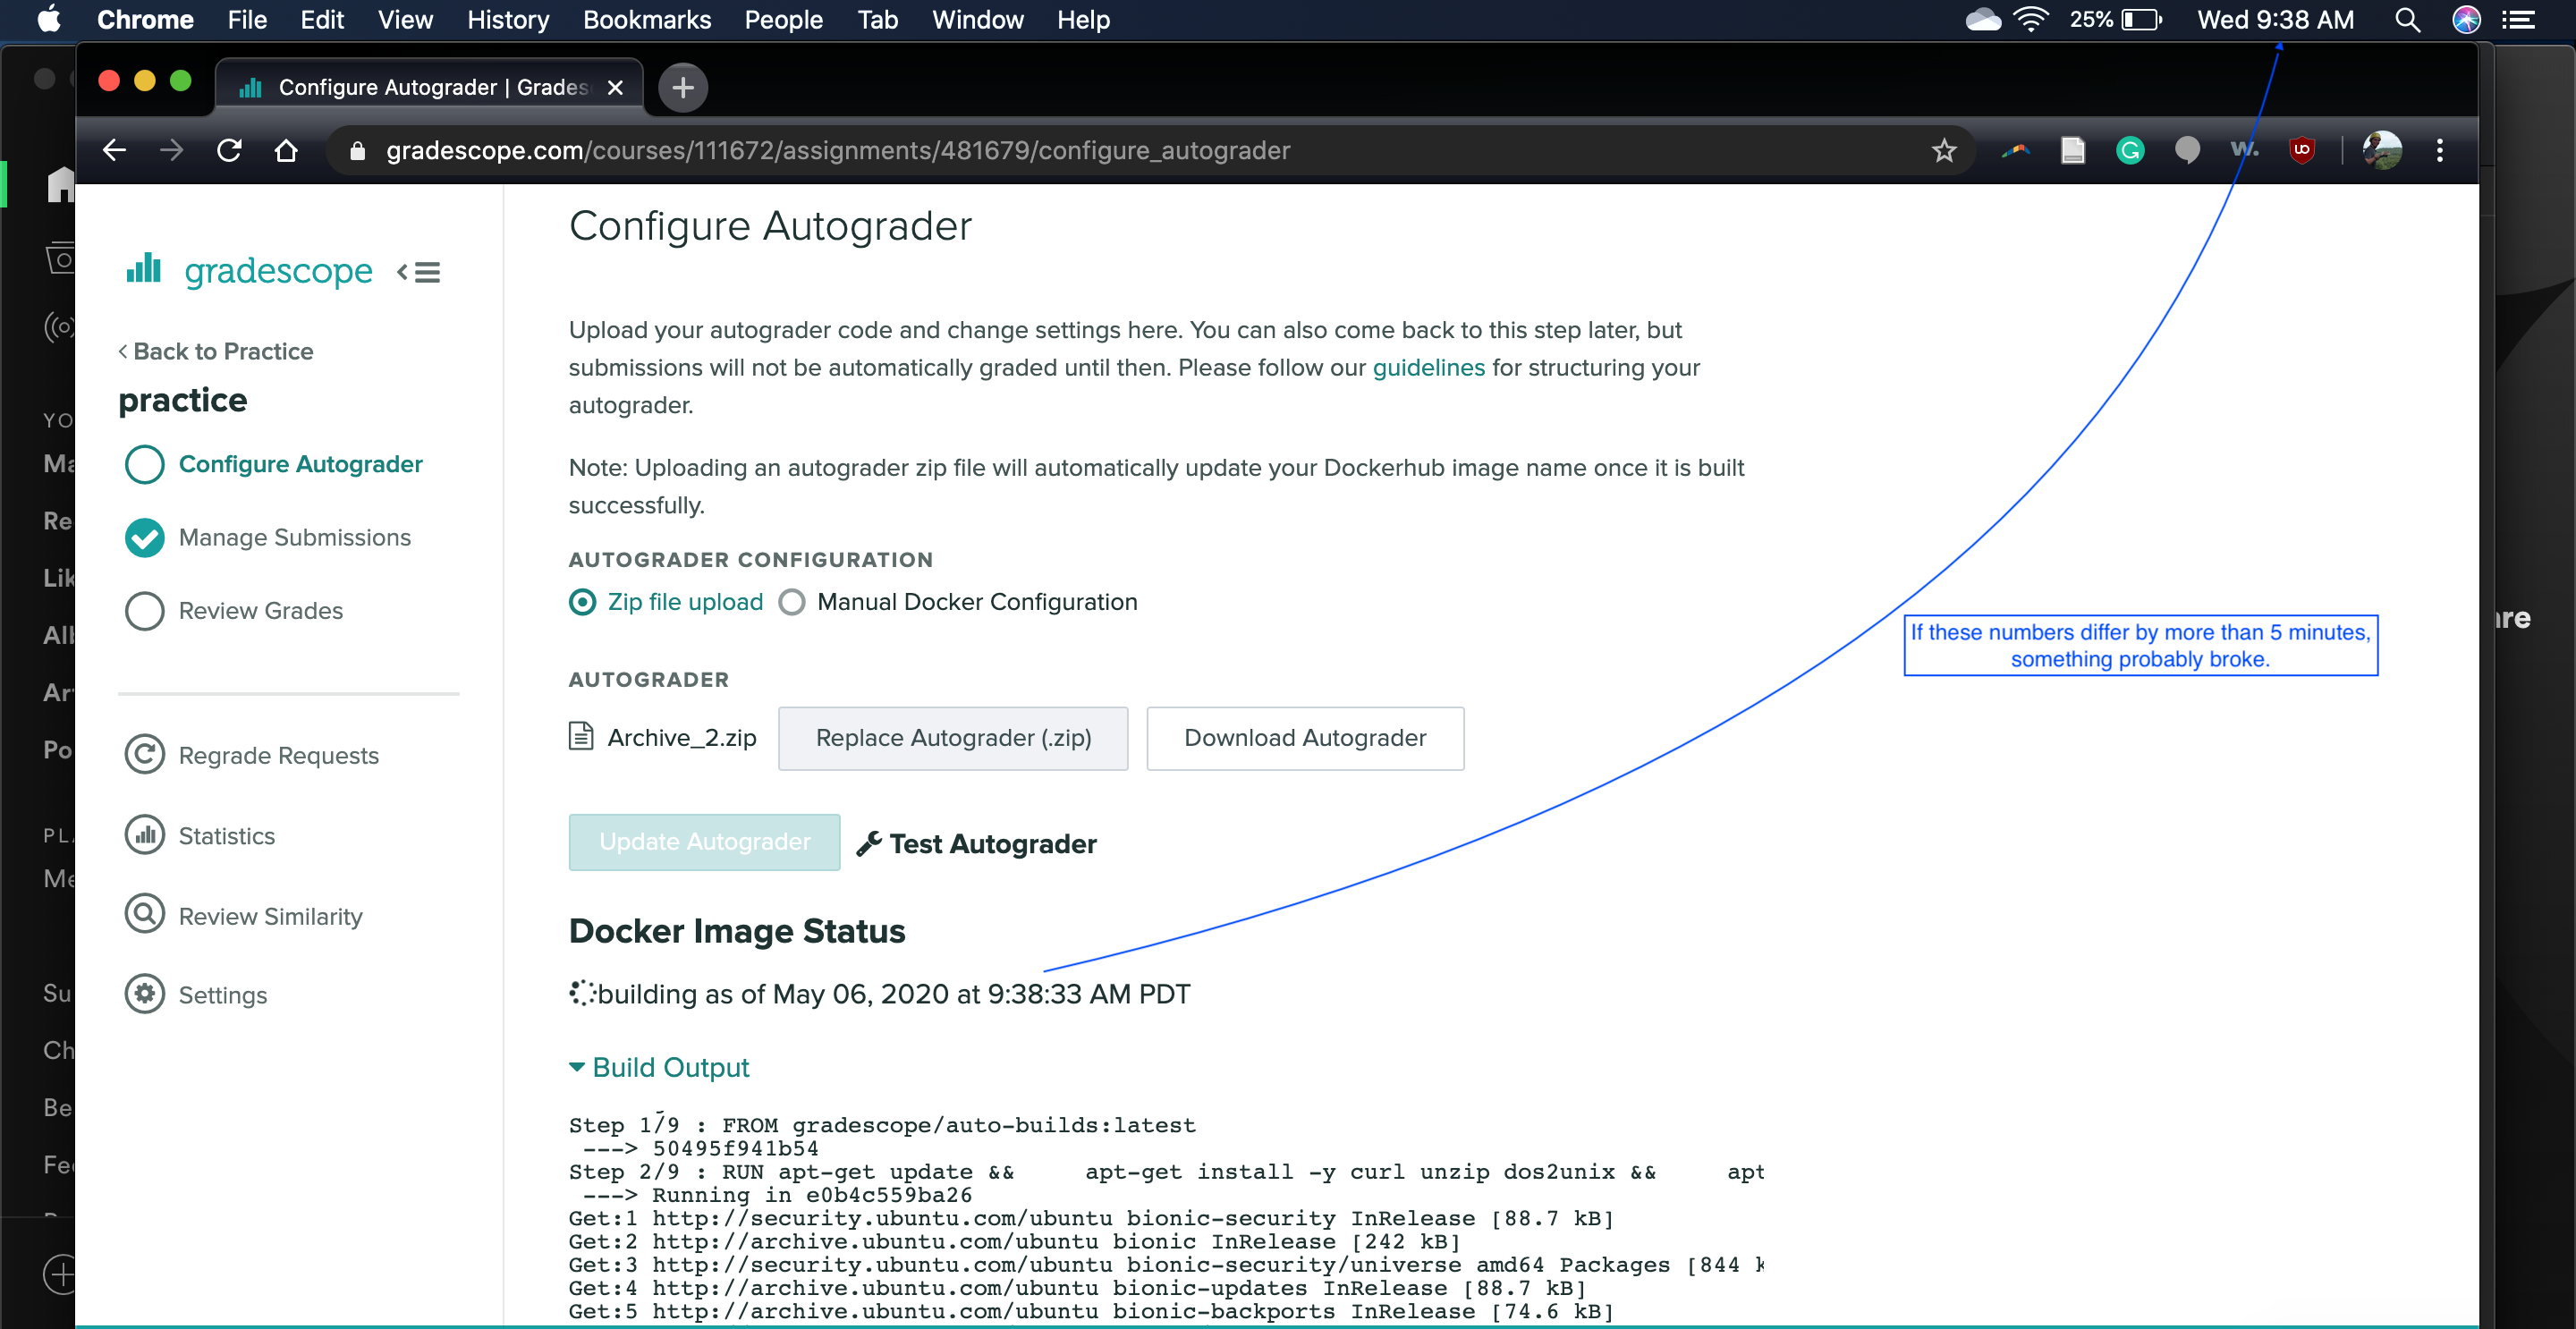 Chrome File Edit View History Bookmarks People Tab Window Help 25% Wed 9:38 AM
Configure Autograder | Grades
gradescope.com/courses/111672/assignments/481679/configure_autograder
G W. UO
gradescope
Back to Practice
practice
Configure Autograder
Manage Submissions
Review Grades
Regrade Requests
Statistics
Review Similarity
Settings
Configure Autograder
Upload your autograder code and change settings here. You can also come back to this step later, but
submissions will not be automatically graded until then. Please follow our guidelines for structuring your
autograder.
Note: Uploading an autograder zip file will automatically update your Dockerhub image name once it is built
successfully.
AUTOGRADER CONFIGURATION
Zip file upload Manual Docker Configuration
AUTOGRADER
Archive_2.zip Replace Autograder (.zip) Download Autograder
Update Autograder Test Autograder
Docker Image Status
building as of May 06, 2020 at 9:38:33 AM PDT
Build Output
Step 1/9 : FROM gradescope/auto-builds:latest
---> 50495f941b54
Step 2/9 : RUN apt-get update && apt-get install -y curl unzip dos2unix && apt
---> Running in e0b4c559ba26
Get:1 http://security.ubuntu.com/ubuntu bionic-security InRelease [88.7 kB]
Get:2 http://archive.ubuntu.com/ubuntu bionic InRelease [242 kB]
Get:3 http://security.ubuntu.com/ubuntu bionic-security/universe amd64 Packages [844 k
Get:4 http://archive.ubuntu.com/ubuntu bionic-updates InRelease [88.7 kB]
Get:5 http://archive.ubuntu.com/ubuntu bionic-backports InRelease [74.6 kB]
If these numbers differ by more than 5 minutes,
something probably broke.